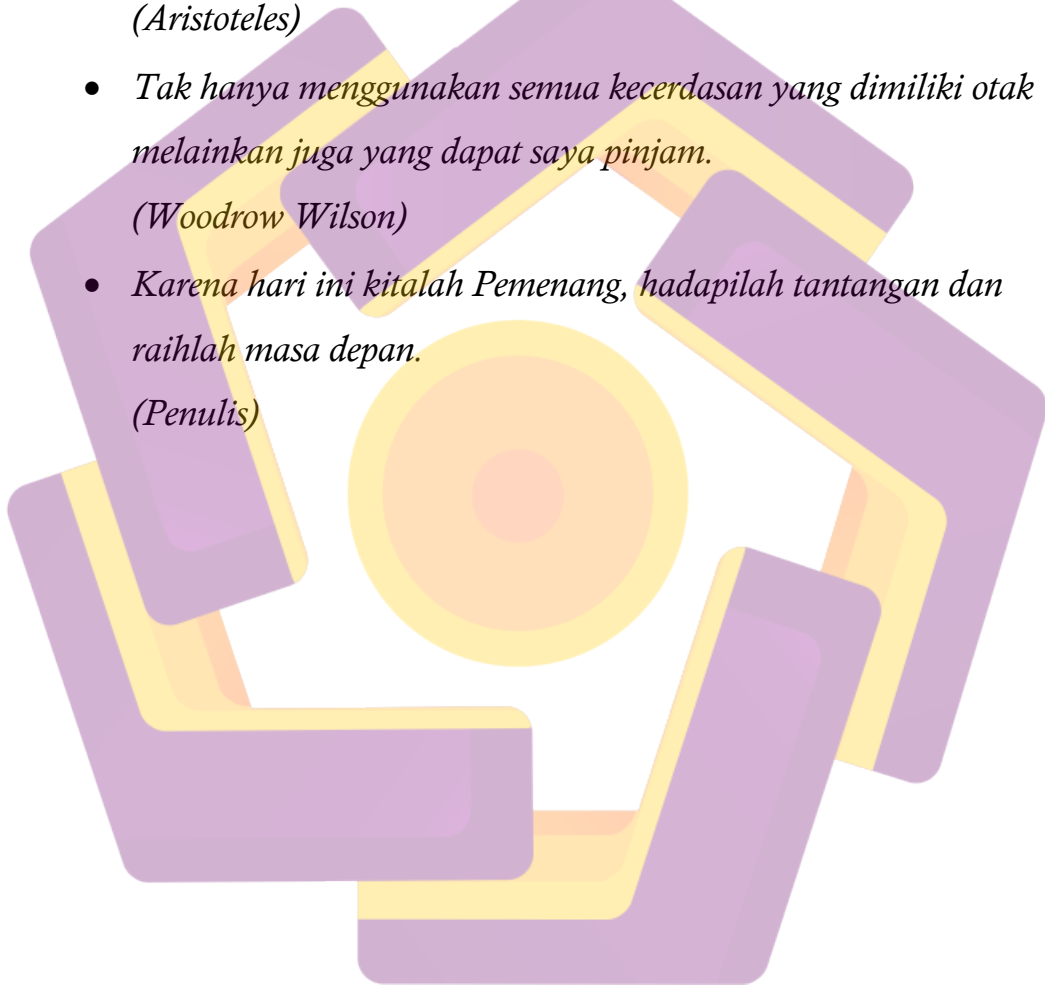 (Aristoteles)
• Tak hanya menggunakan semua kecerdasan yang dimiliki otak
melainkan juga yang dapat saya pinjam.
(Woodrow Wilson)
• Karena hari ini kitalah Pemenang, hadapilah tantangan dan
raihlah masa depan.
(Penulis)